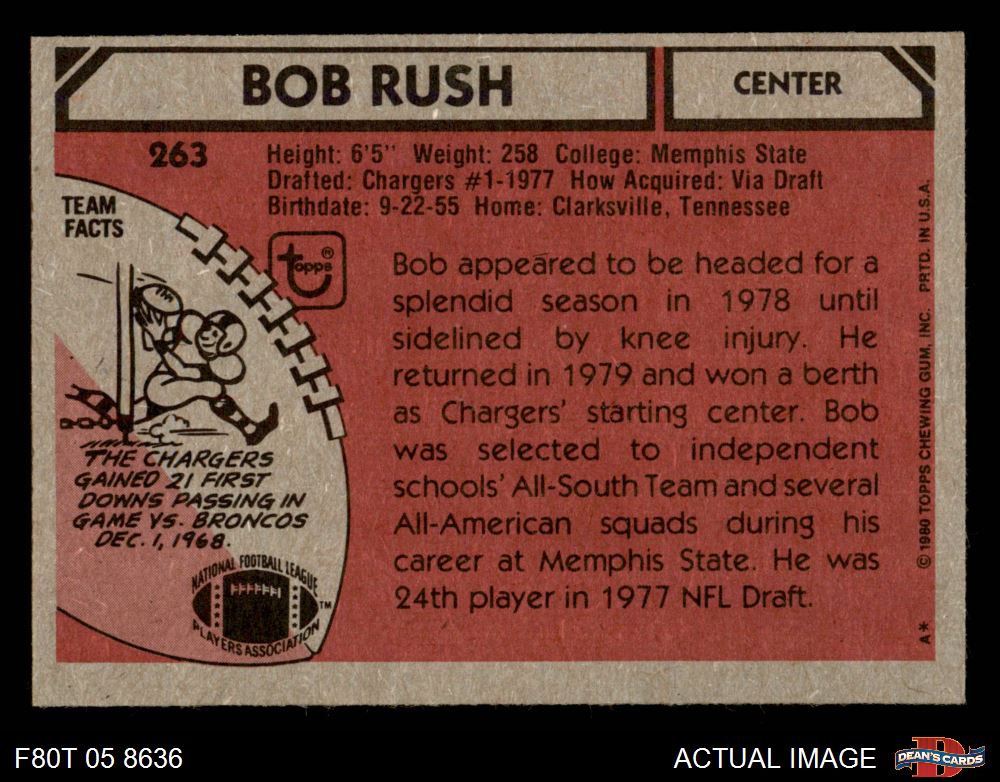 BOB RUSH
CENTER
263
Height: 6'5" Weight: 258 College: Memphis State
Drafted: Chargers #1-1977 How Acquired: Via Draft
Birthdate: 9-22-55 Home: Clarksville, Tennessee
TEAM
FACTS
topps®
Bob appeared to be headed for a
splendid season in 1978 until
sidelined by knee injury. He
returned in 1979 and won a berth
as Chargers' starting center. Bob
was selected to independent
schools' All-South Team and several
All-American squads during his
career at Memphis State. He was
24th player in 1977 NFL Draft.
THE CHARGERS
GAINED 21 FIRST
DOWNS PASSING IN
GAME VS. BRONCOS
DEC. 1, 1968.
NATIONAL FOOTBALL LEAGUE
PLAYERS ASSOCIATION
TM
A* © 1980 TOPPS CHEWING GUM, INC. PRTD. IN U.S.A.
F80T 05 8636
ACTUAL IMAGE
D
DEAN'S CARDS